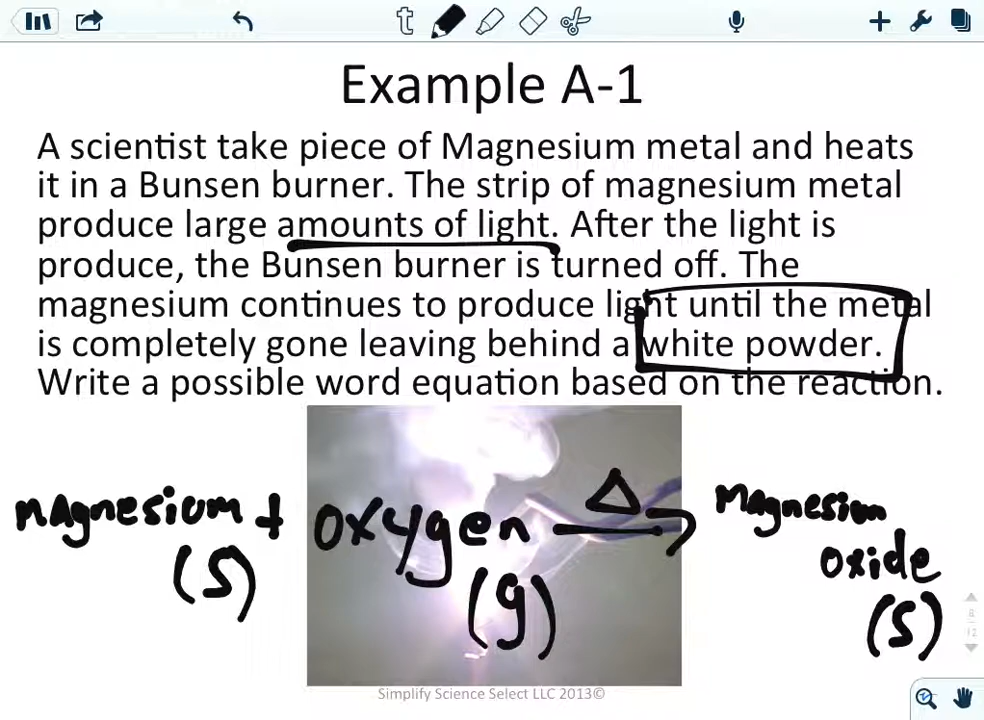 Example A-1
A scientist take piece of Magnesium metal and heats
it in a Bunsen burner. The strip of magnesium metal
produce large amounts of light. After the light is
produce, the Bunsen burner is turned off. The
magnesium continues to produce light until the metal
is completely gone leaving behind a white powder.
Write a possible word equation based on the reaction.
magnesium + oxygen Δ→ Magnesium
oxide
(s) (g) (s)
Simplify Science Select LLC 2013©
8
12